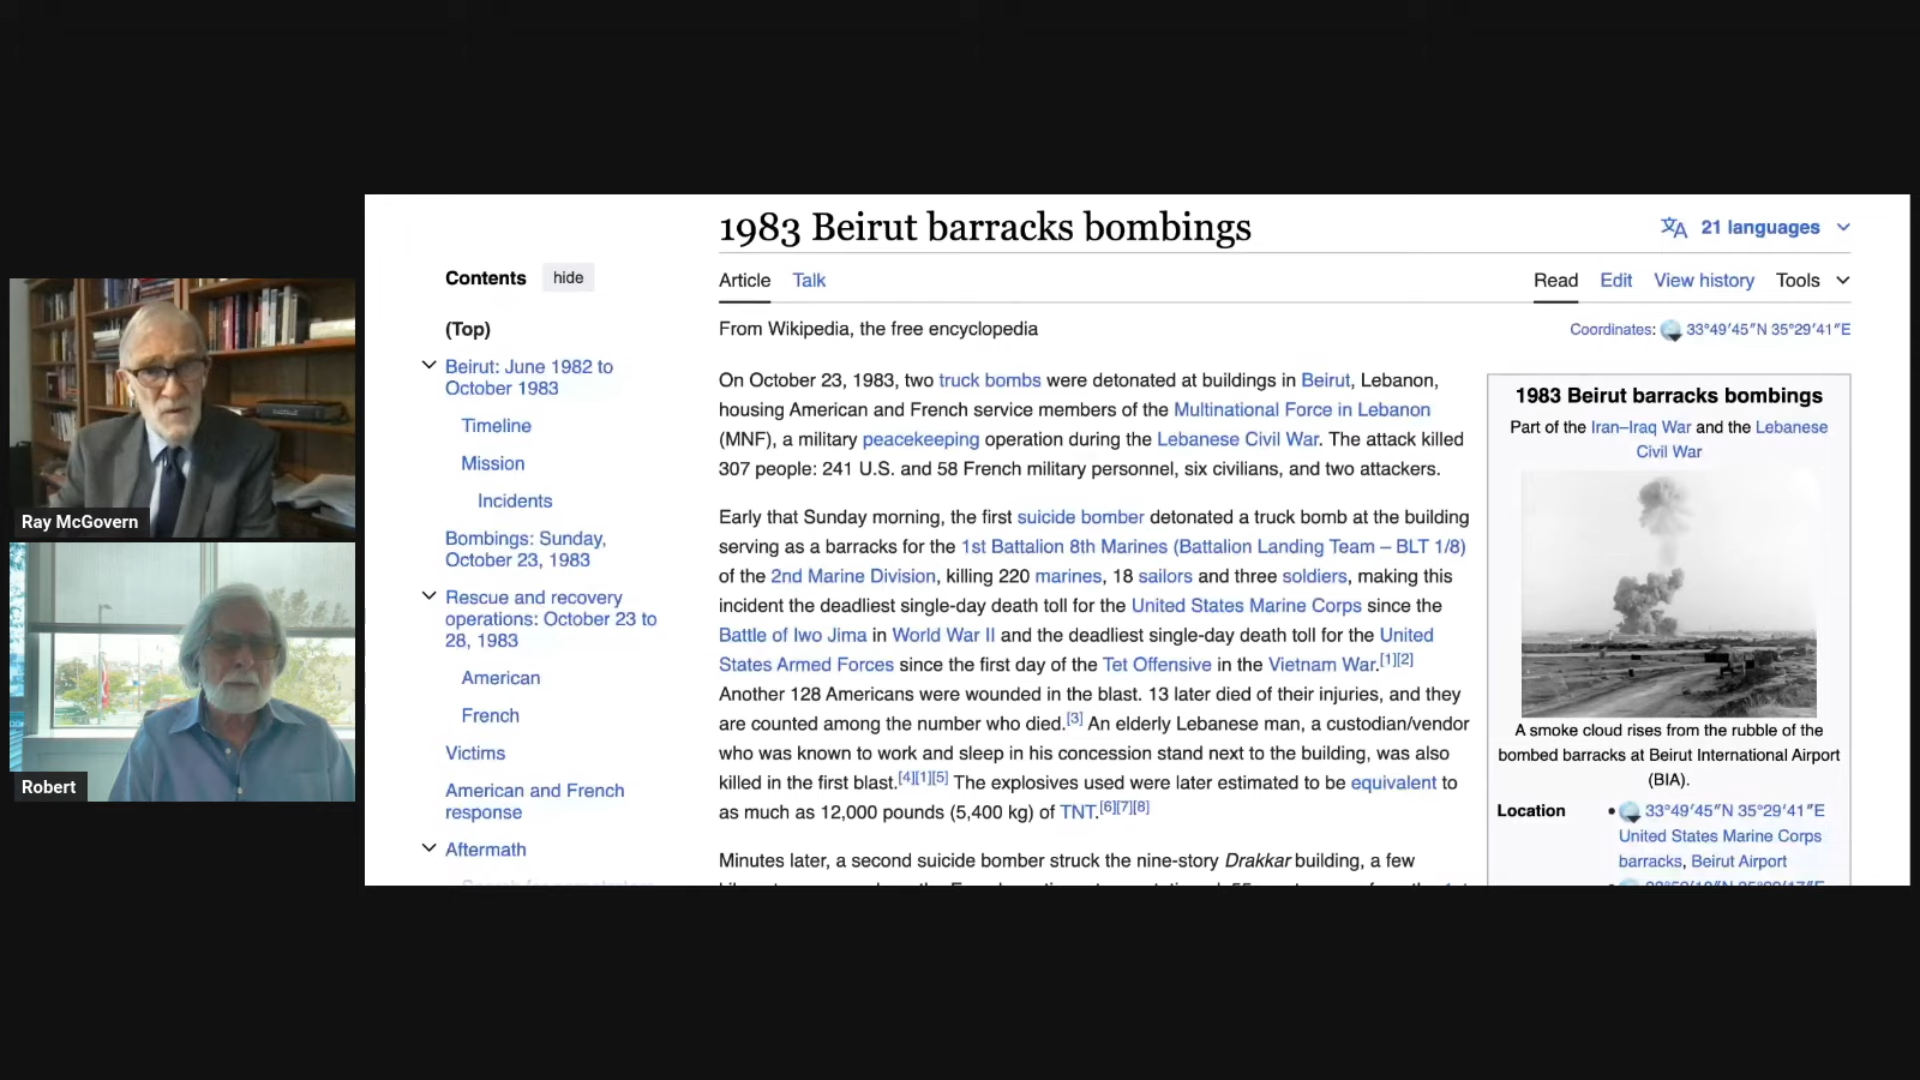 1983 Beirut barracks bombings
21 languages
Contents hide
Article Talk
Read Edit View history Tools
(Top)
From Wikipedia, the free encyclopedia
Coordinates: 33°49′45″N 35°29′41″E
Beirut: June 1982 to
October 1983
Timeline
Mission
Incidents
Bombings: Sunday,
October 23, 1983
Rescue and recovery
operations: October 23 to
28, 1983
American
French
Victims
American and French
response
Aftermath
On October 23, 1983, two truck bombs were detonated at buildings in Beirut, Lebanon,
housing American and French service members of the Multinational Force in Lebanon
(MNF), a military peacekeeping operation during the Lebanese Civil War. The attack killed
307 people: 241 U.S. and 58 French military personnel, six civilians, and two attackers.
Early that Sunday morning, the first suicide bomber detonated a truck bomb at the building
serving as a barracks for the 1st Battalion 8th Marines (Battalion Landing Team – BLT 1/8)
of the 2nd Marine Division, killing 220 marines, 18 sailors and three soldiers, making this
incident the deadliest single-day death toll for the United States Marine Corps since the
Battle of Iwo Jima in World War II and the deadliest single-day death toll for the United
States Armed Forces since the first day of the Tet Offensive in the Vietnam War.[1][2]
Another 128 Americans were wounded in the blast. 13 later died of their injuries, and they
are counted among the number who died.[3] An elderly Lebanese man, a custodian/vendor
who was known to work and sleep in his concession stand next to the building, was also
killed in the first blast.[4][1][5] The explosives used were later estimated to be equivalent to
as much as 12,000 pounds (5,400 kg) of TNT.[6][7][8]
Minutes later, a second suicide bomber struck the nine-story Drakkar building, a few
1983 Beirut barracks bombings
Part of the Iran–Iraq War and the Lebanese
Civil War
A smoke cloud rises from the rubble of the
bombed barracks at Beirut International Airport
(BIA).
Location • 33°49′45″N 35°29′41″E
United States Marine Corps
barracks, Beirut Airport
Ray McGovern
Robert